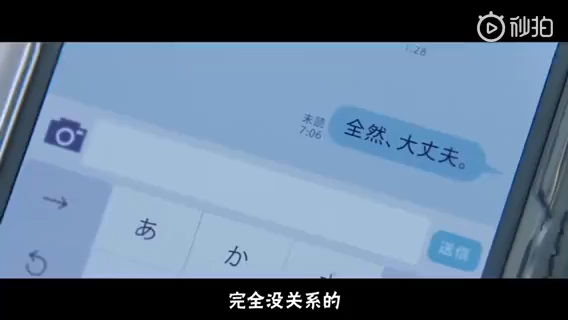 秒拍
1:28
未読
7:06
全然、大丈夫。
送信
→
あ
か
完全没关系的